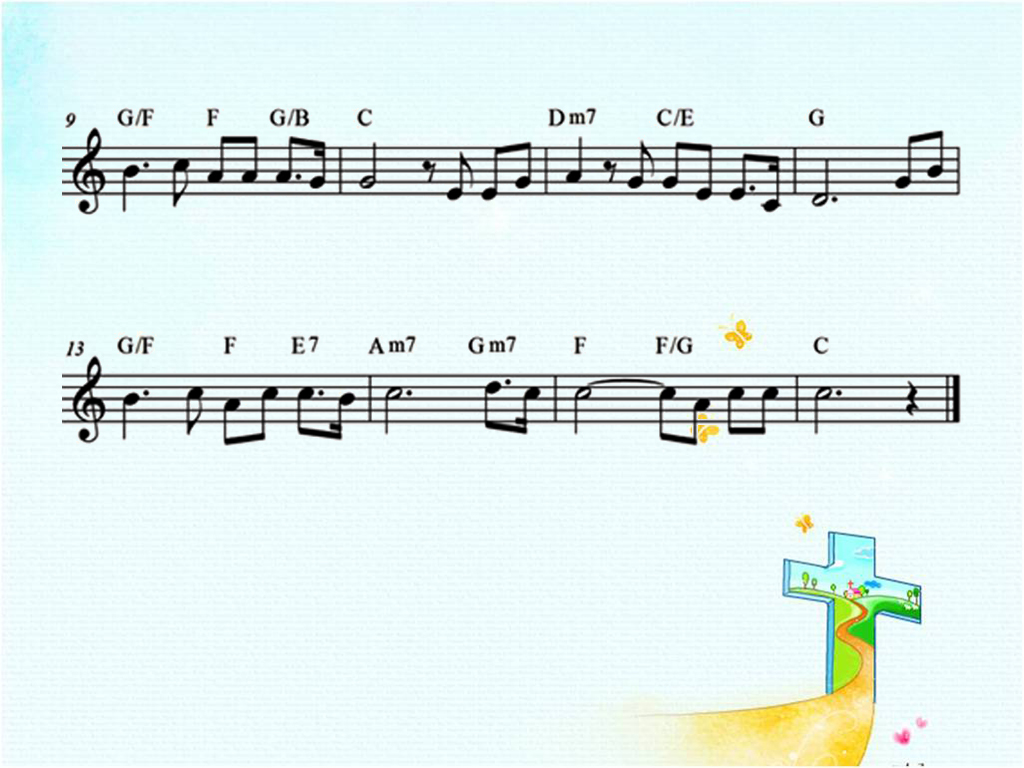 9 G/F F G/B C Dm7 C/E G
13 G/F F E7 Am7 Gm7 F F/G C